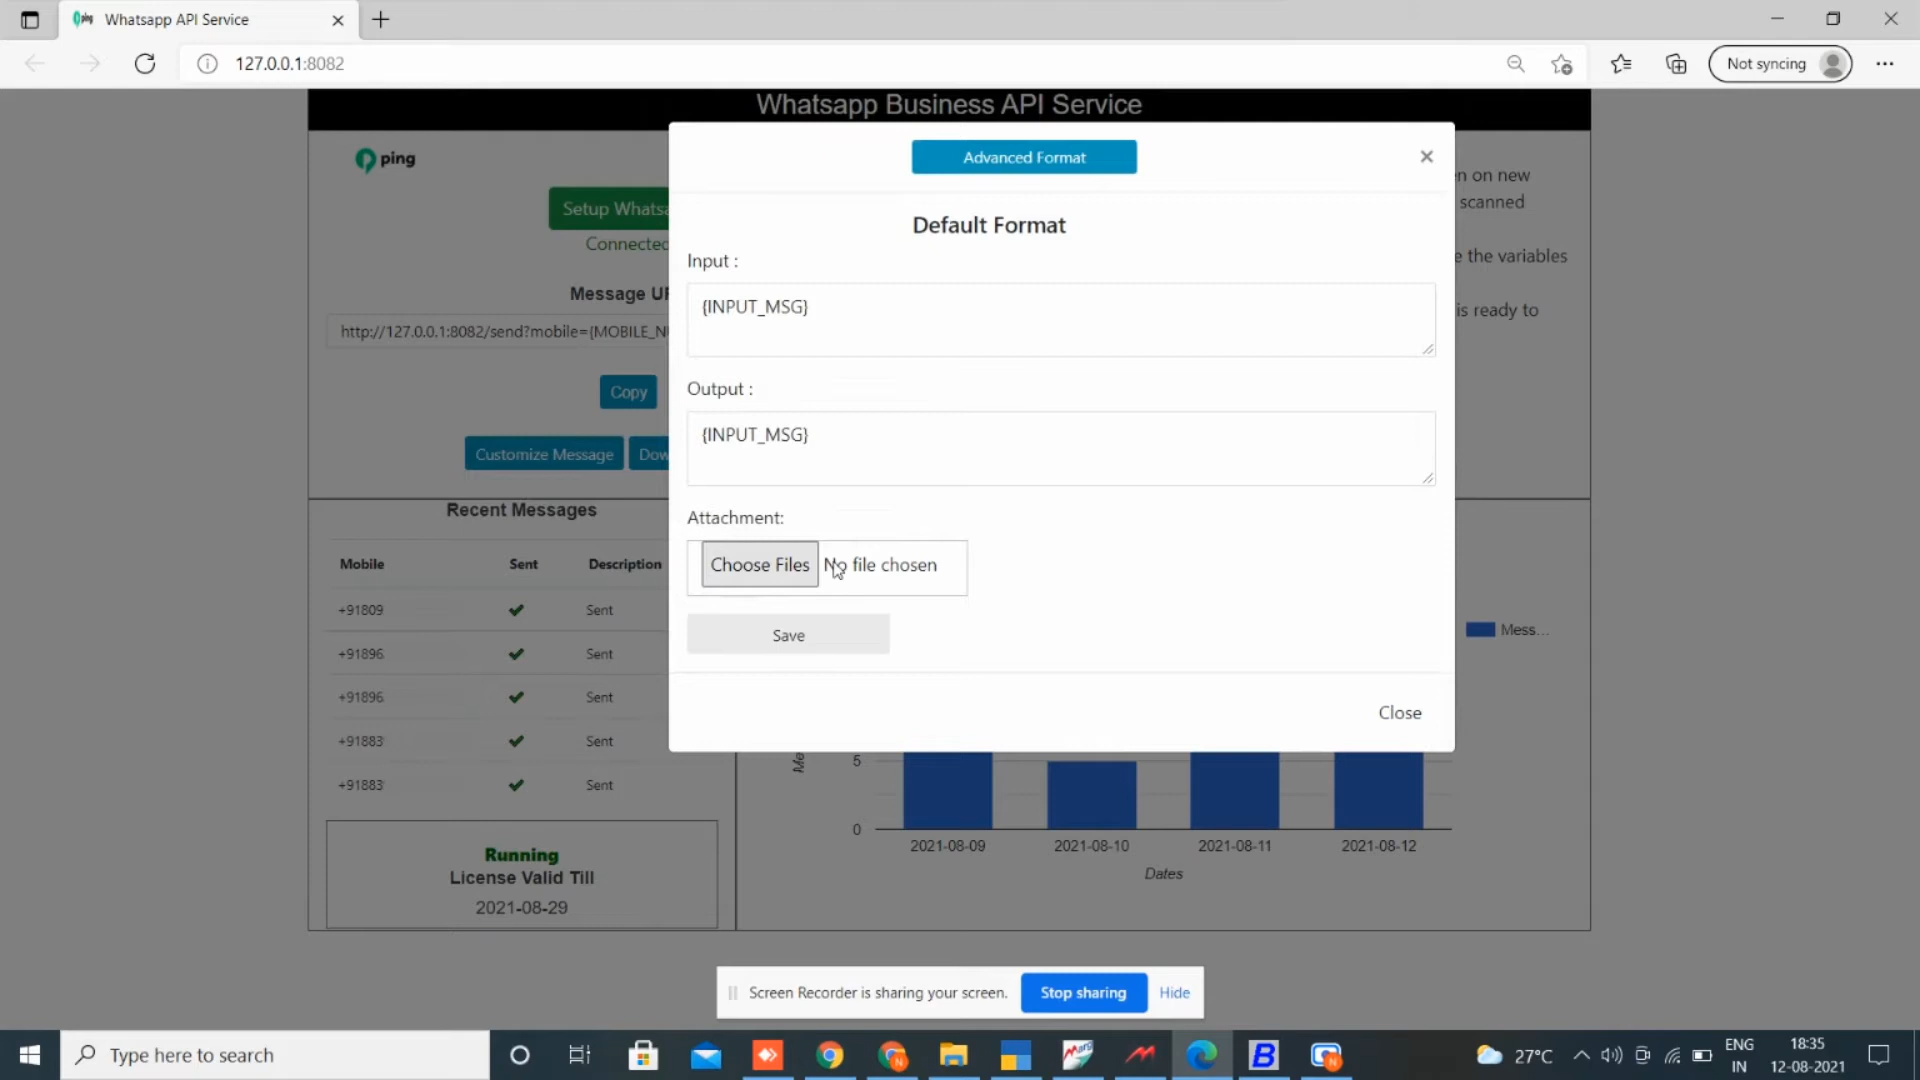 Whatsapp API Service
127.0.0.1:8082
Not syncing
Whatsapp Business API Service
ping
Setup Whatsa
Connected
Message UR
http://127.0.0.1:8082/send?mobile={MOBILE_N
Copy
Customize Message
Dow
Advanced Format
Default Format
Input :
{INPUT_MSG}
Output :
{INPUT_MSG}
Attachment:
Choose Files No file chosen
Save
Close
n on new
scanned
e the variables
is ready to
Recent Messages
Mobile Sent Description
+91809 Sent
+91896 Sent
+91896 Sent
+91883 Sent
+91883 Sent
Running
License Valid Till
2021-08-29
Mess...
Me
5
0
2021-08-09 2021-08-10 2021-08-11 2021-08-12
Dates
Screen Recorder is sharing your screen. Stop sharing Hide
Type here to search
Marg
B
27°C
ENG
IN
18:35
12-08-2021